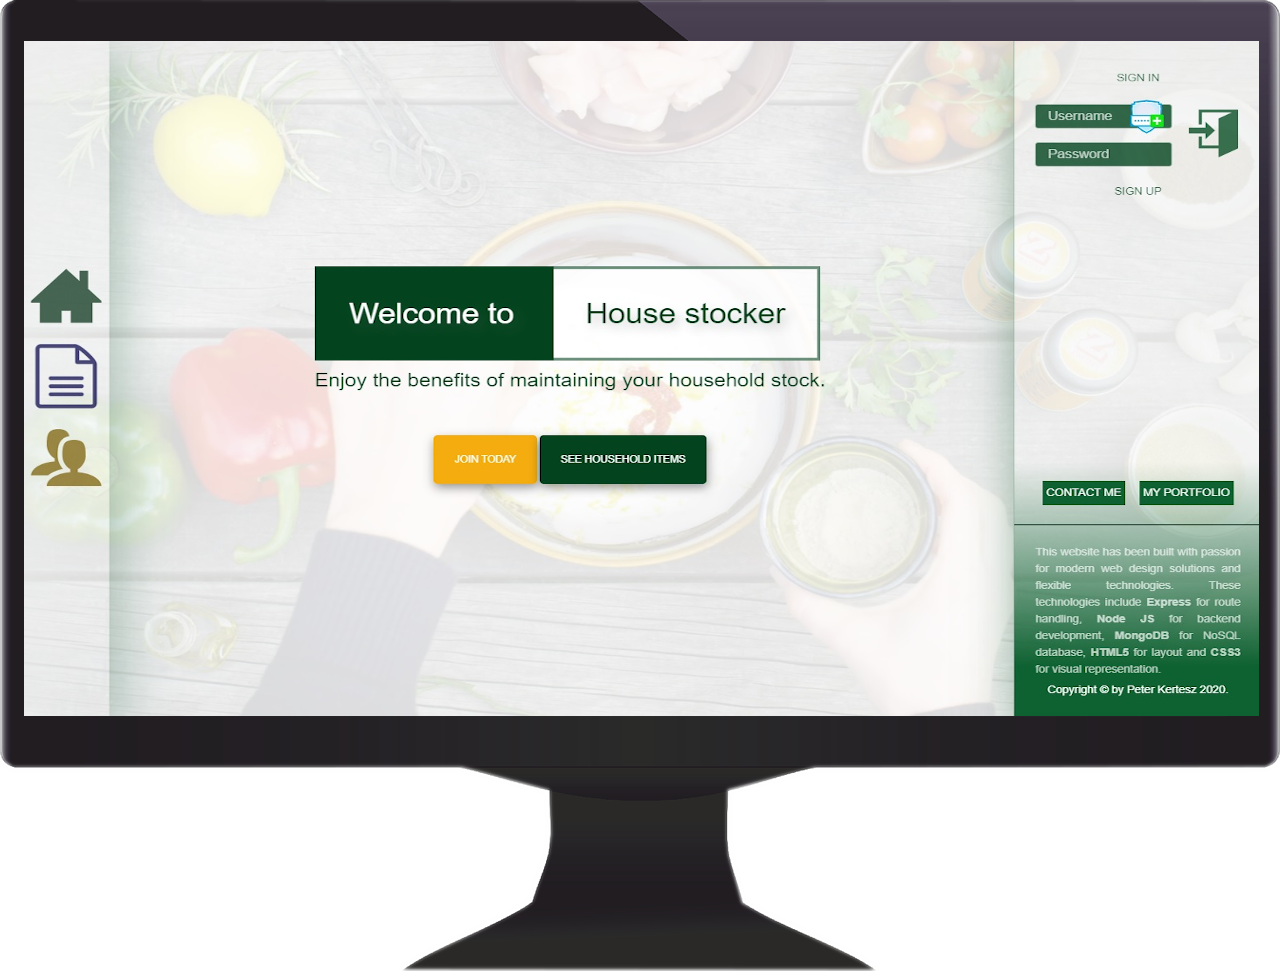 SIGN IN
Username
Password
SIGN UP
Welcome to House stocker
Enjoy the benefits of maintaining your household stock.
JOIN TODAY SEE HOUSEHOLD ITEMS
CONTACT ME MY PORTFOLIO
This website has been built with passion
for modern web design solutions and
flexible technologies. These
technologies include Express for route
handling, Node JS for backend
development, MongoDB for NoSQL
database, HTML5 for layout and CSS3
for visual representation.
Copyright © by Peter Kertesz 2020.